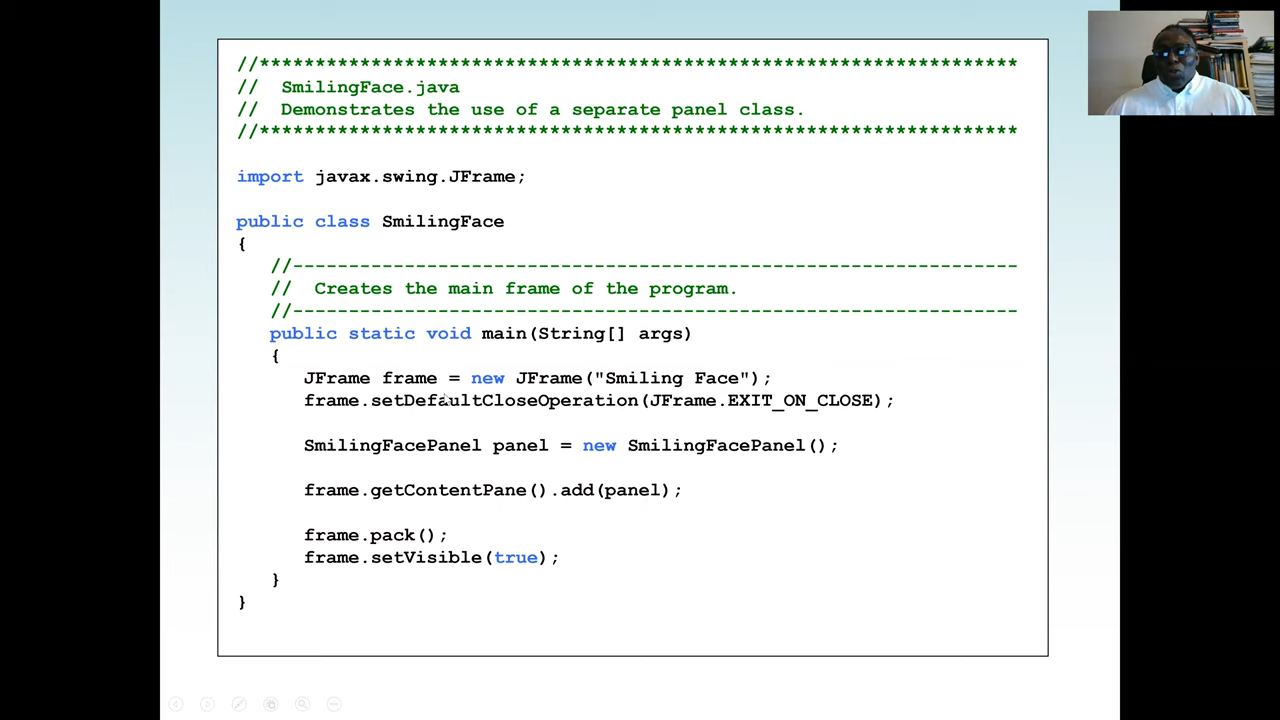 //********************************************************************
//  SmilingFace.java
//  Demonstrates the use of a separate panel class.
//********************************************************************
import javax.swing.JFrame;
public class SmilingFace
{
//-----------------------------------------------------------------
//  Creates the main frame of the program.
//-----------------------------------------------------------------
public static void main(String[] args)
{
JFrame frame = new JFrame("Smiling Face");
frame.setDefaultCloseOperation(JFrame.EXIT_ON_CLOSE);
SmilingFacePanel panel = new SmilingFacePanel();
frame.getContentPane().add(panel);
frame.pack();
frame.setVisible(true);
}
}